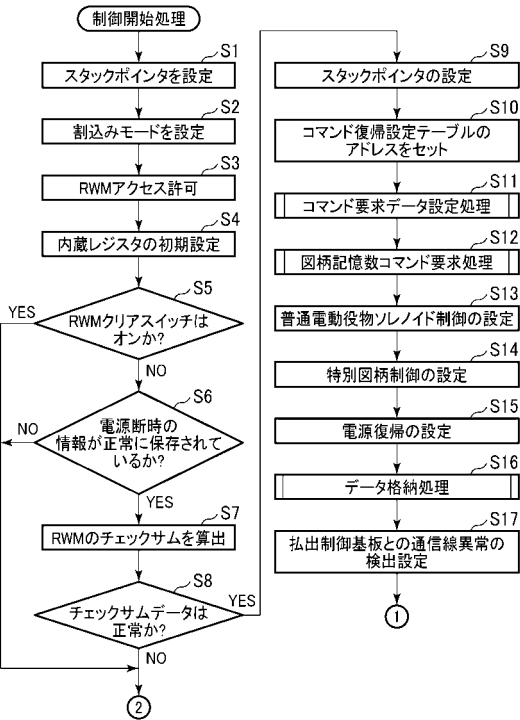 制御開始処理
S1
スタックポインタを設定
S2
割込みモードを設定
S3
RWMアクセス許可
S4
内蔵レジスタの初期設定
S5
YES
RWMクリアスイッチは
オンか?
NO
S6
NO
電源断時の
情報が正常に保存されて
いるか?
YES
S7
RWMのチェックサムを算出
S8
YES
チェックサムデータは
正常か?
NO
2
S9
スタックポインタの設定
S10
コマンド復帰設定テーブルの
アドレスをセット
S11
コマンド要求データ設定処理
S12
図柄記憶数コマンド要求処理
S13
普通電動役物ソレノイド制御の設定
S14
特別図柄制御の設定
S15
電源復帰の設定
S16
データ格納処理
S17
払出制御基板との通信線異常の
検出設定
1